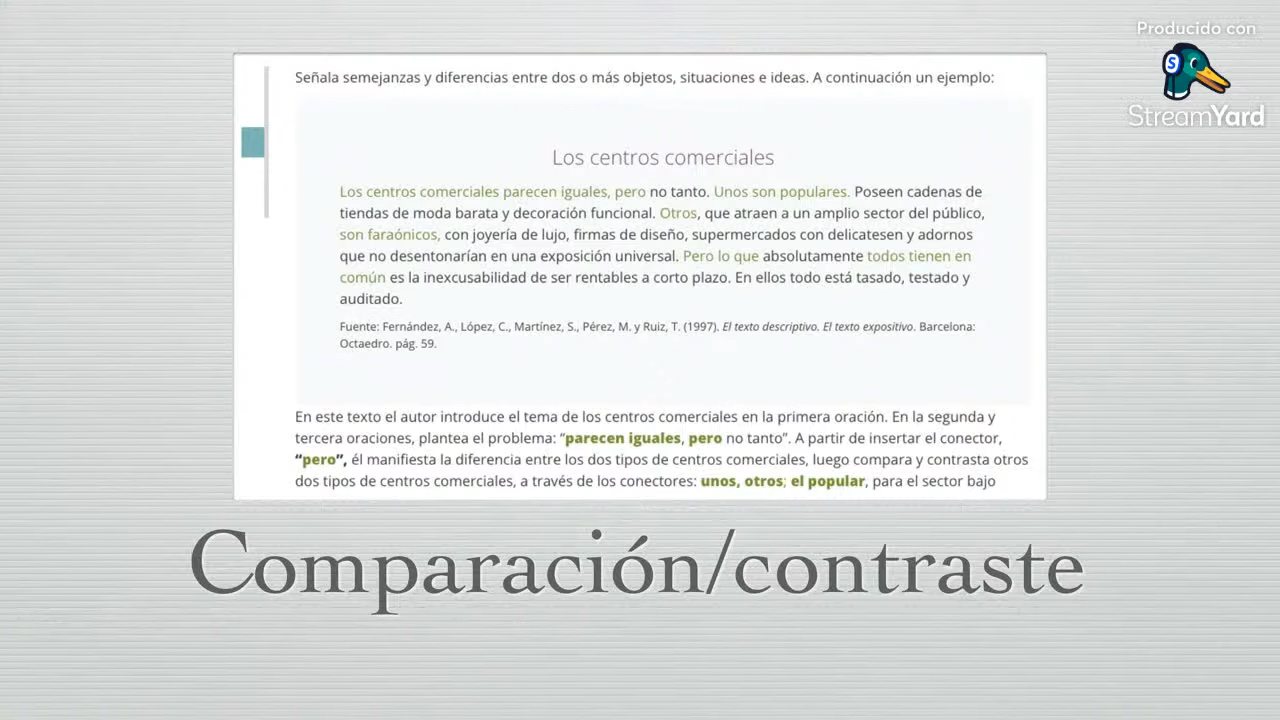 Producido con
StreamYard
Señala semejanzas y diferencias entre dos o más objetos, situaciones e ideas. A continuación un ejemplo:
Los centros comerciales
Los centros comerciales parecen iguales, pero no tanto. Unos son populares. Poseen cadenas de
tiendas de moda barata y decoración funcional. Otros, que atraen a un amplio sector del público,
son faraónicos, con joyería de lujo, firmas de diseño, supermercados con delicatesen y adornos
que no desentonarían en una exposición universal. Pero lo que absolutamente todos tienen en
común es la inexcusabilidad de ser rentables a corto plazo. En ellos todo está tasado, testado y
auditado.
Fuente: Fernández, A., López, C., Martínez, S., Pérez, M. y Ruiz, T. (1997). El texto descriptivo. El texto expositivo. Barcelona:
Octaedro. pág. 59.
En este texto el autor introduce el tema de los centros comerciales en la primera oración. En la segunda y
tercera oraciones, plantea el problema: “parecen iguales, pero no tanto”. A partir de insertar el conector,
“pero”, él manifiesta la diferencia entre los dos tipos de centros comerciales, luego compara y contrasta otros
dos tipos de centros comerciales, a través de los conectores: unos, otros; el popular, para el sector bajo
Comparación/contraste